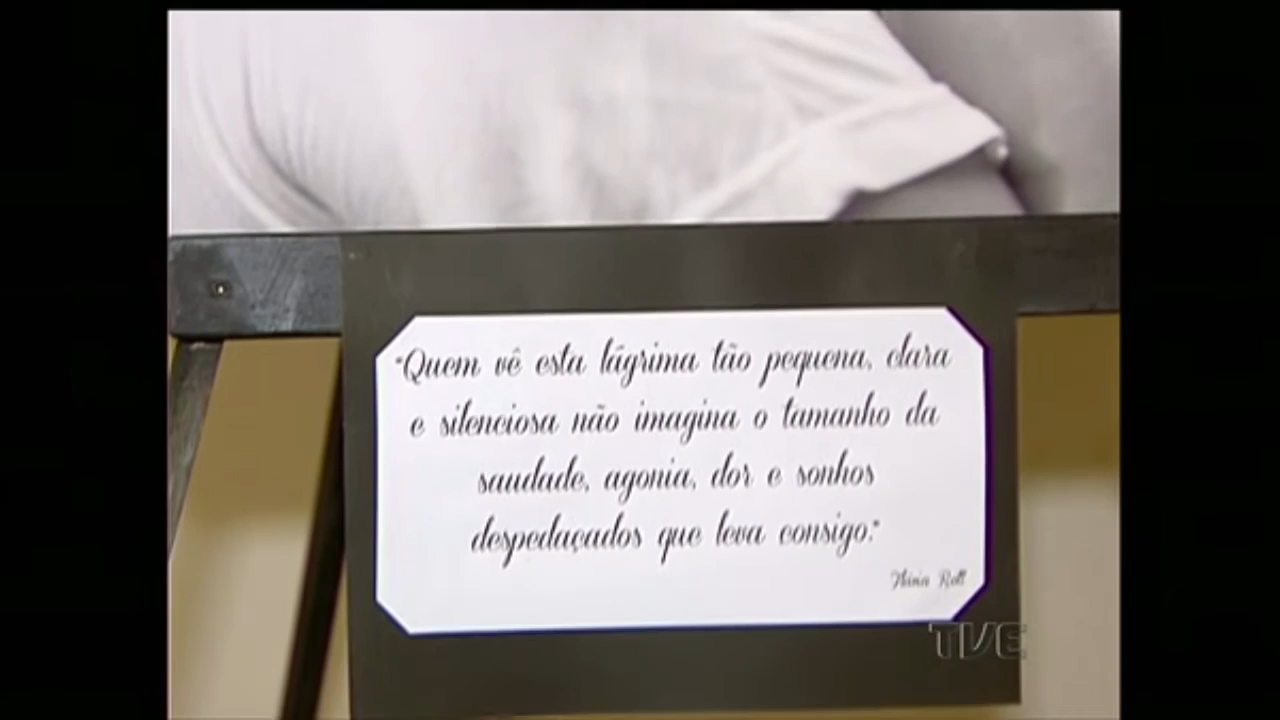 "Quem vê esta lágrima tão pequena, clara
e silenciosa não imagina o tamanho da
saudade, agonia, dor e sonhos
despedaçados que leva consigo."
TVE